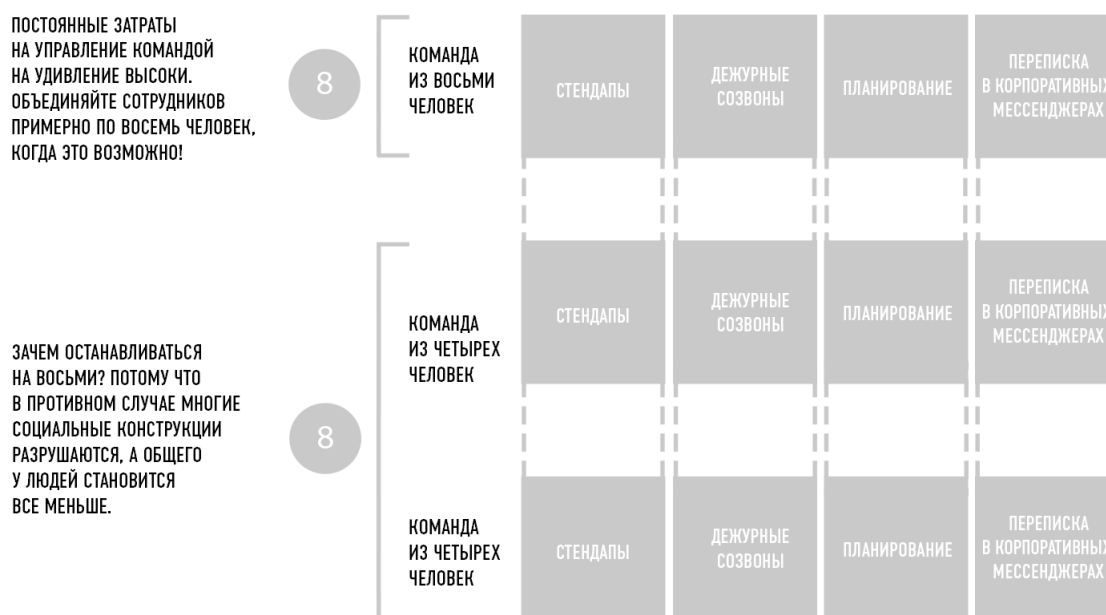 ПОСТОЯННЫЕ ЗАТРАТЫ
НА УПРАВЛЕНИЕ КОМАНДОЙ
НА УДИВЛЕНИЕ ВЫСОКИ.
ОБЪЕДИНЯЙТЕ СОТРУДНИКОВ
ПРИМЕРНО ПО ВОСЕМЬ ЧЕЛОВЕК,
КОГДА ЭТО ВОЗМОЖНО!
8
КОМАНДА
ИЗ ВОСЬМИ
ЧЕЛОВЕК
СТЕНДАПЫ
ДЕЖУРНЫЕ
СОЗВОНЫ
ПЛАНИРОВАНИЕ
ПЕРЕПИСКА
В КОРПОРАТИВНЫХ
МЕССЕНДЖЕРАХ
ЗАЧЕМ ОСТАНАВЛИВАТЬСЯ
НА ВОСЬМИ? ПОТОМУ ЧТО
В ПРОТИВНОМ СЛУЧАЕ МНОГИЕ
СОЦИАЛЬНЫЕ КОНСТРУКЦИИ
РАЗРУШАЮТСЯ, А ОБЩЕГО
У ЛЮДЕЙ СТАНОВИТСЯ
ВСЕ МЕНЬШЕ.
8
КОМАНДА
ИЗ ЧЕТЫРЕХ
ЧЕЛОВЕК
СТЕНДАПЫ
ДЕЖУРНЫЕ
СОЗВОНЫ
ПЛАНИРОВАНИЕ
ПЕРЕПИСКА
В КОРПОРАТИВНЫХ
МЕССЕНДЖЕРАХ
КОМАНДА
ИЗ ЧЕТЫРЕХ
ЧЕЛОВЕК
СТЕНДАПЫ
ДЕЖУРНЫЕ
СОЗВОНЫ
ПЛАНИРОВАНИЕ
ПЕРЕПИСКА
В КОРПОРАТИВНЫХ
МЕССЕНДЖЕРАХ